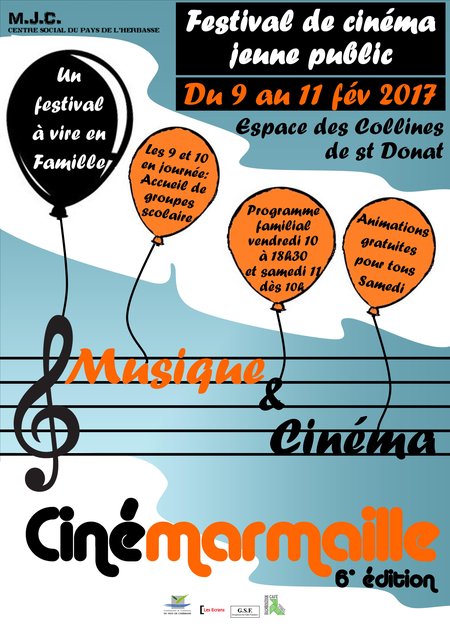 M.J.C.
CENTRE SOCIAL DU PAYS DE L'HERBASSE
Festival de cinéma
jeune public
Du 9 au 11 fév 2017
Espace des Collines
de st Donat
Un
festival
à vire en
Famille
Les 9 et 10
en journée:
Accueil de
groupes
scolaire
Programme
familial
vendredi 10
à 18h30
et samedi 11
dès 10h
Animations
gratuites
pour tous
Samedi
Musique
&
Cinéma
Cinémarmaille
6e édition
Les Ecrans
G.S.F.